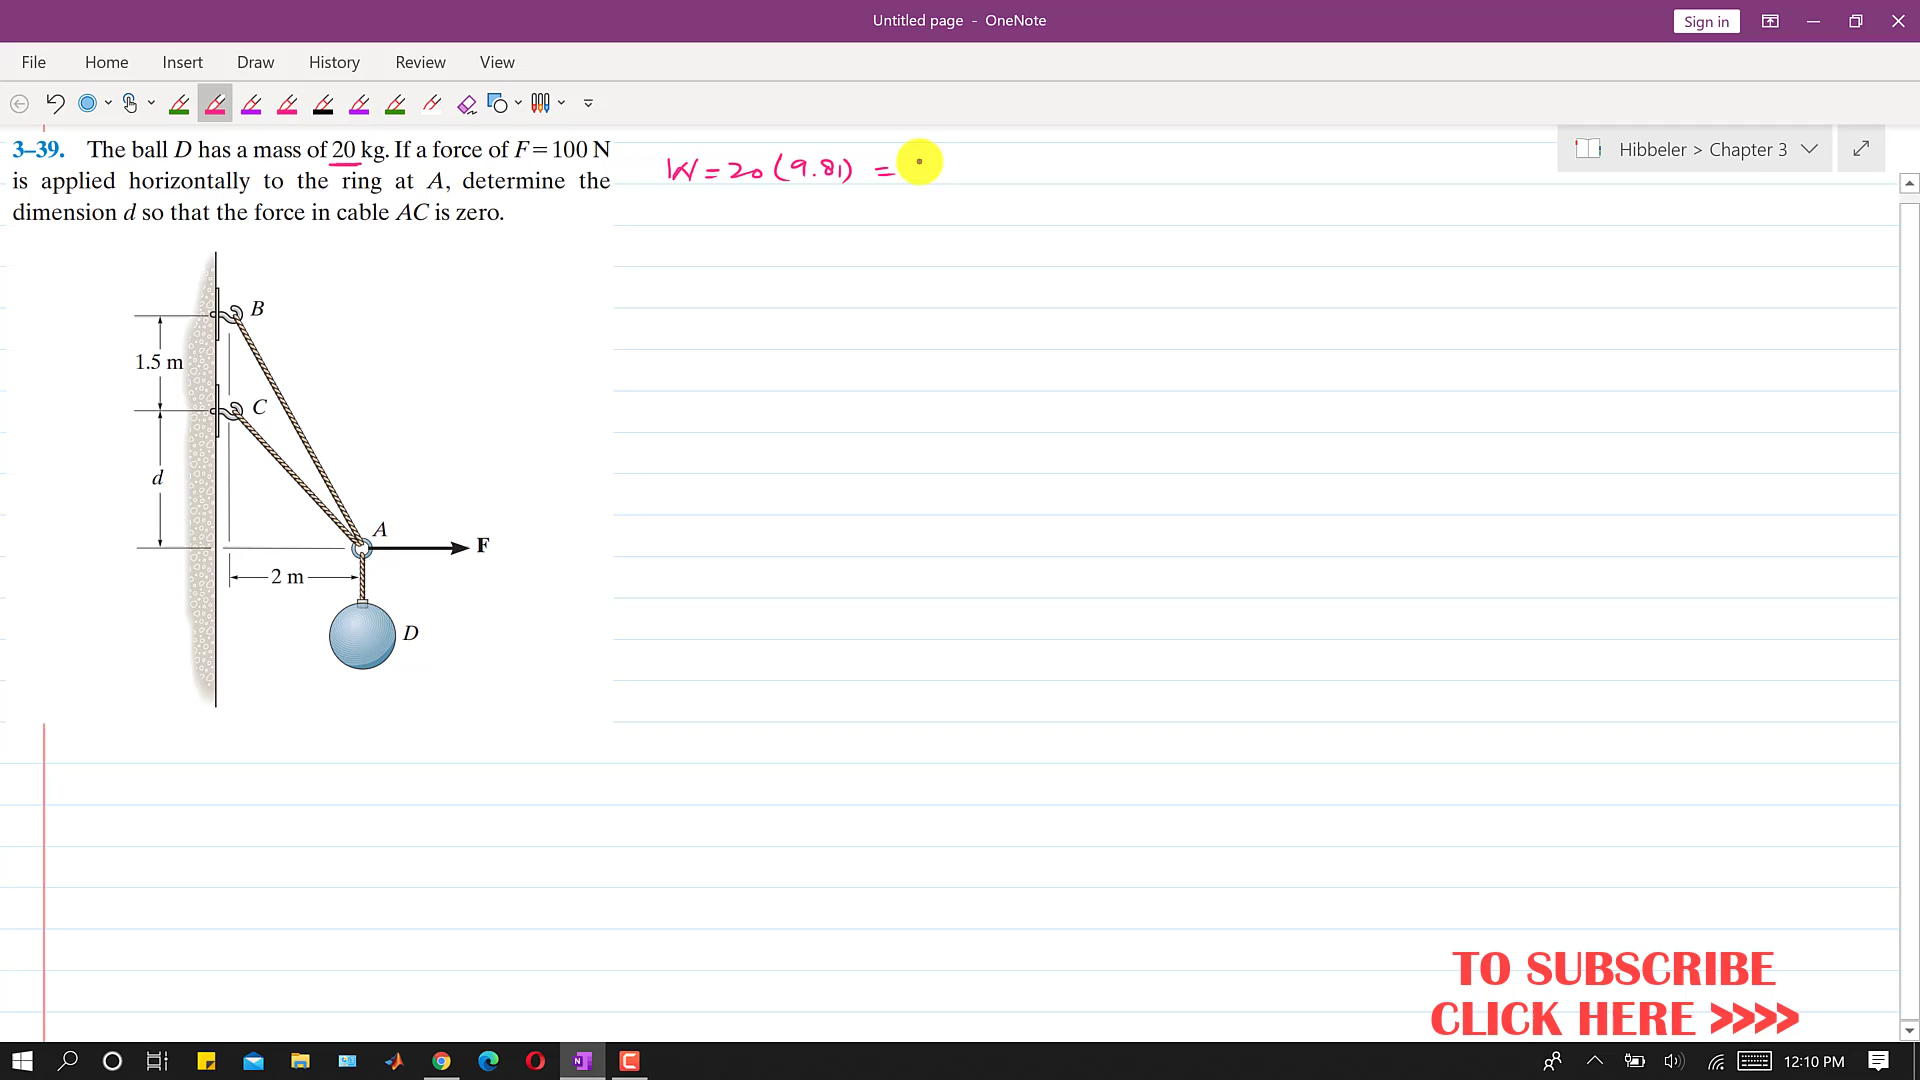 Untitled page - OneNote
Sign in
File Home Insert Draw History Review View
Hibbeler > Chapter 3
3–39. The ball D has a mass of 20 kg. If a force of F = 100 N
is applied horizontally to the ring at A, determine the
dimension d so that the force in cable AC is zero.
W = 20 (9.81) =
B
1.5 m
C
d
A
F
2 m
D
TO SUBSCRIBE
CLICK HERE >>>>
12:10 PM